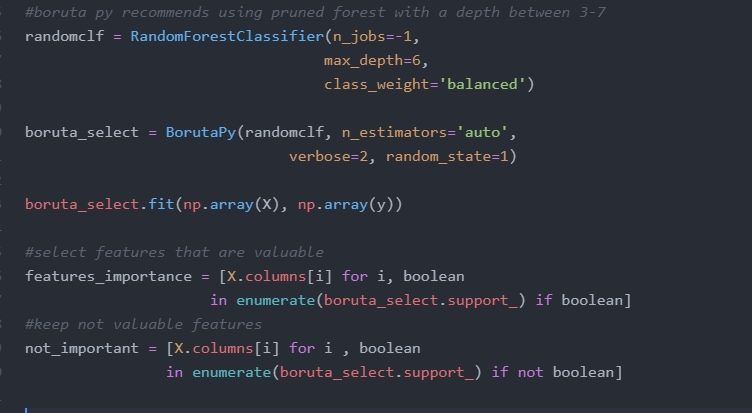 #boruta py recommends using pruned forest with a depth between 3-7
randomclf = RandomForestClassifier(n_jobs=-1,
max_depth=6,
class_weight='balanced')
boruta_select = BorutaPy(randomclf, n_estimators='auto',
verbose=2, random_state=1)
boruta_select.fit(np.array(X), np.array(y))
#select features that are valuable
features_importance = [X.columns[i] for i, boolean
in enumerate(boruta_select.support_) if boolean]
#keep not valuable features
not_important = [X.columns[i] for i , boolean
in enumerate(boruta_select.support_) if not boolean]